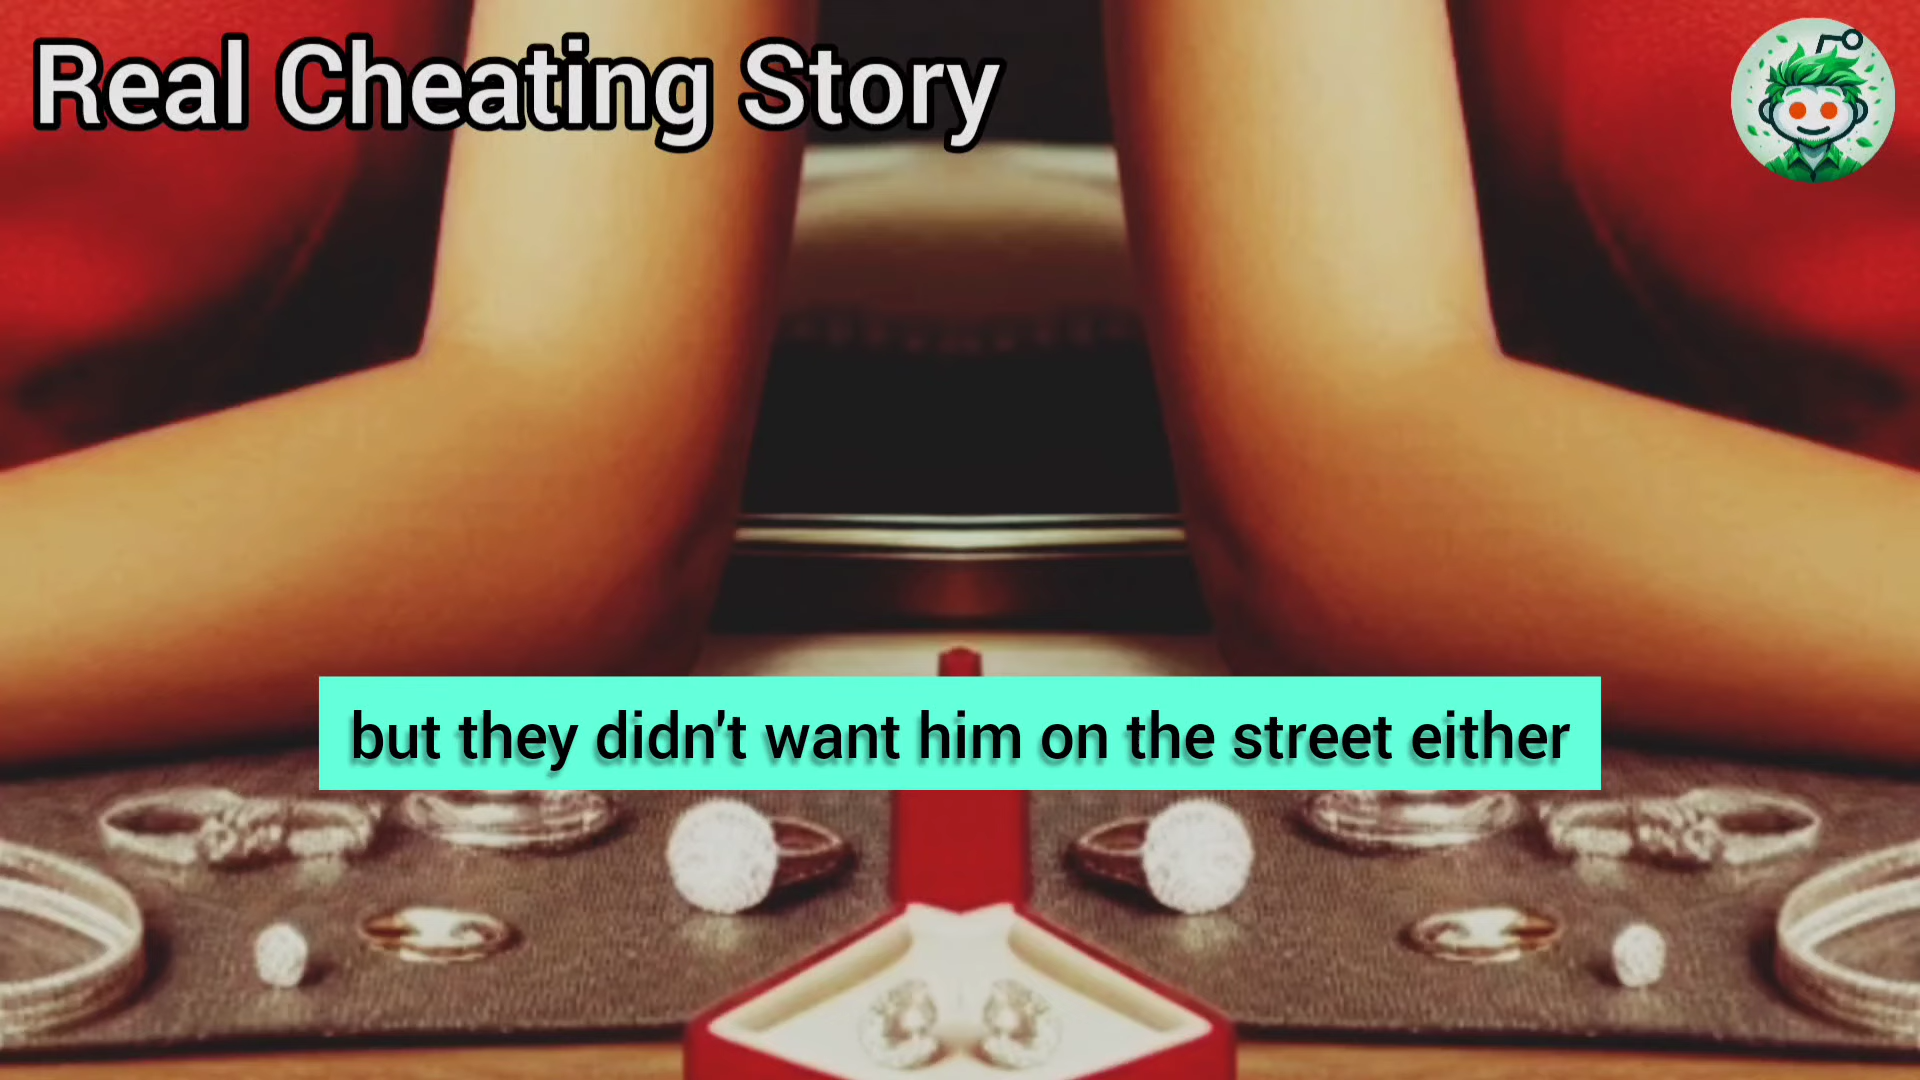 Real Cheating Story
but they didn't want him on the street either